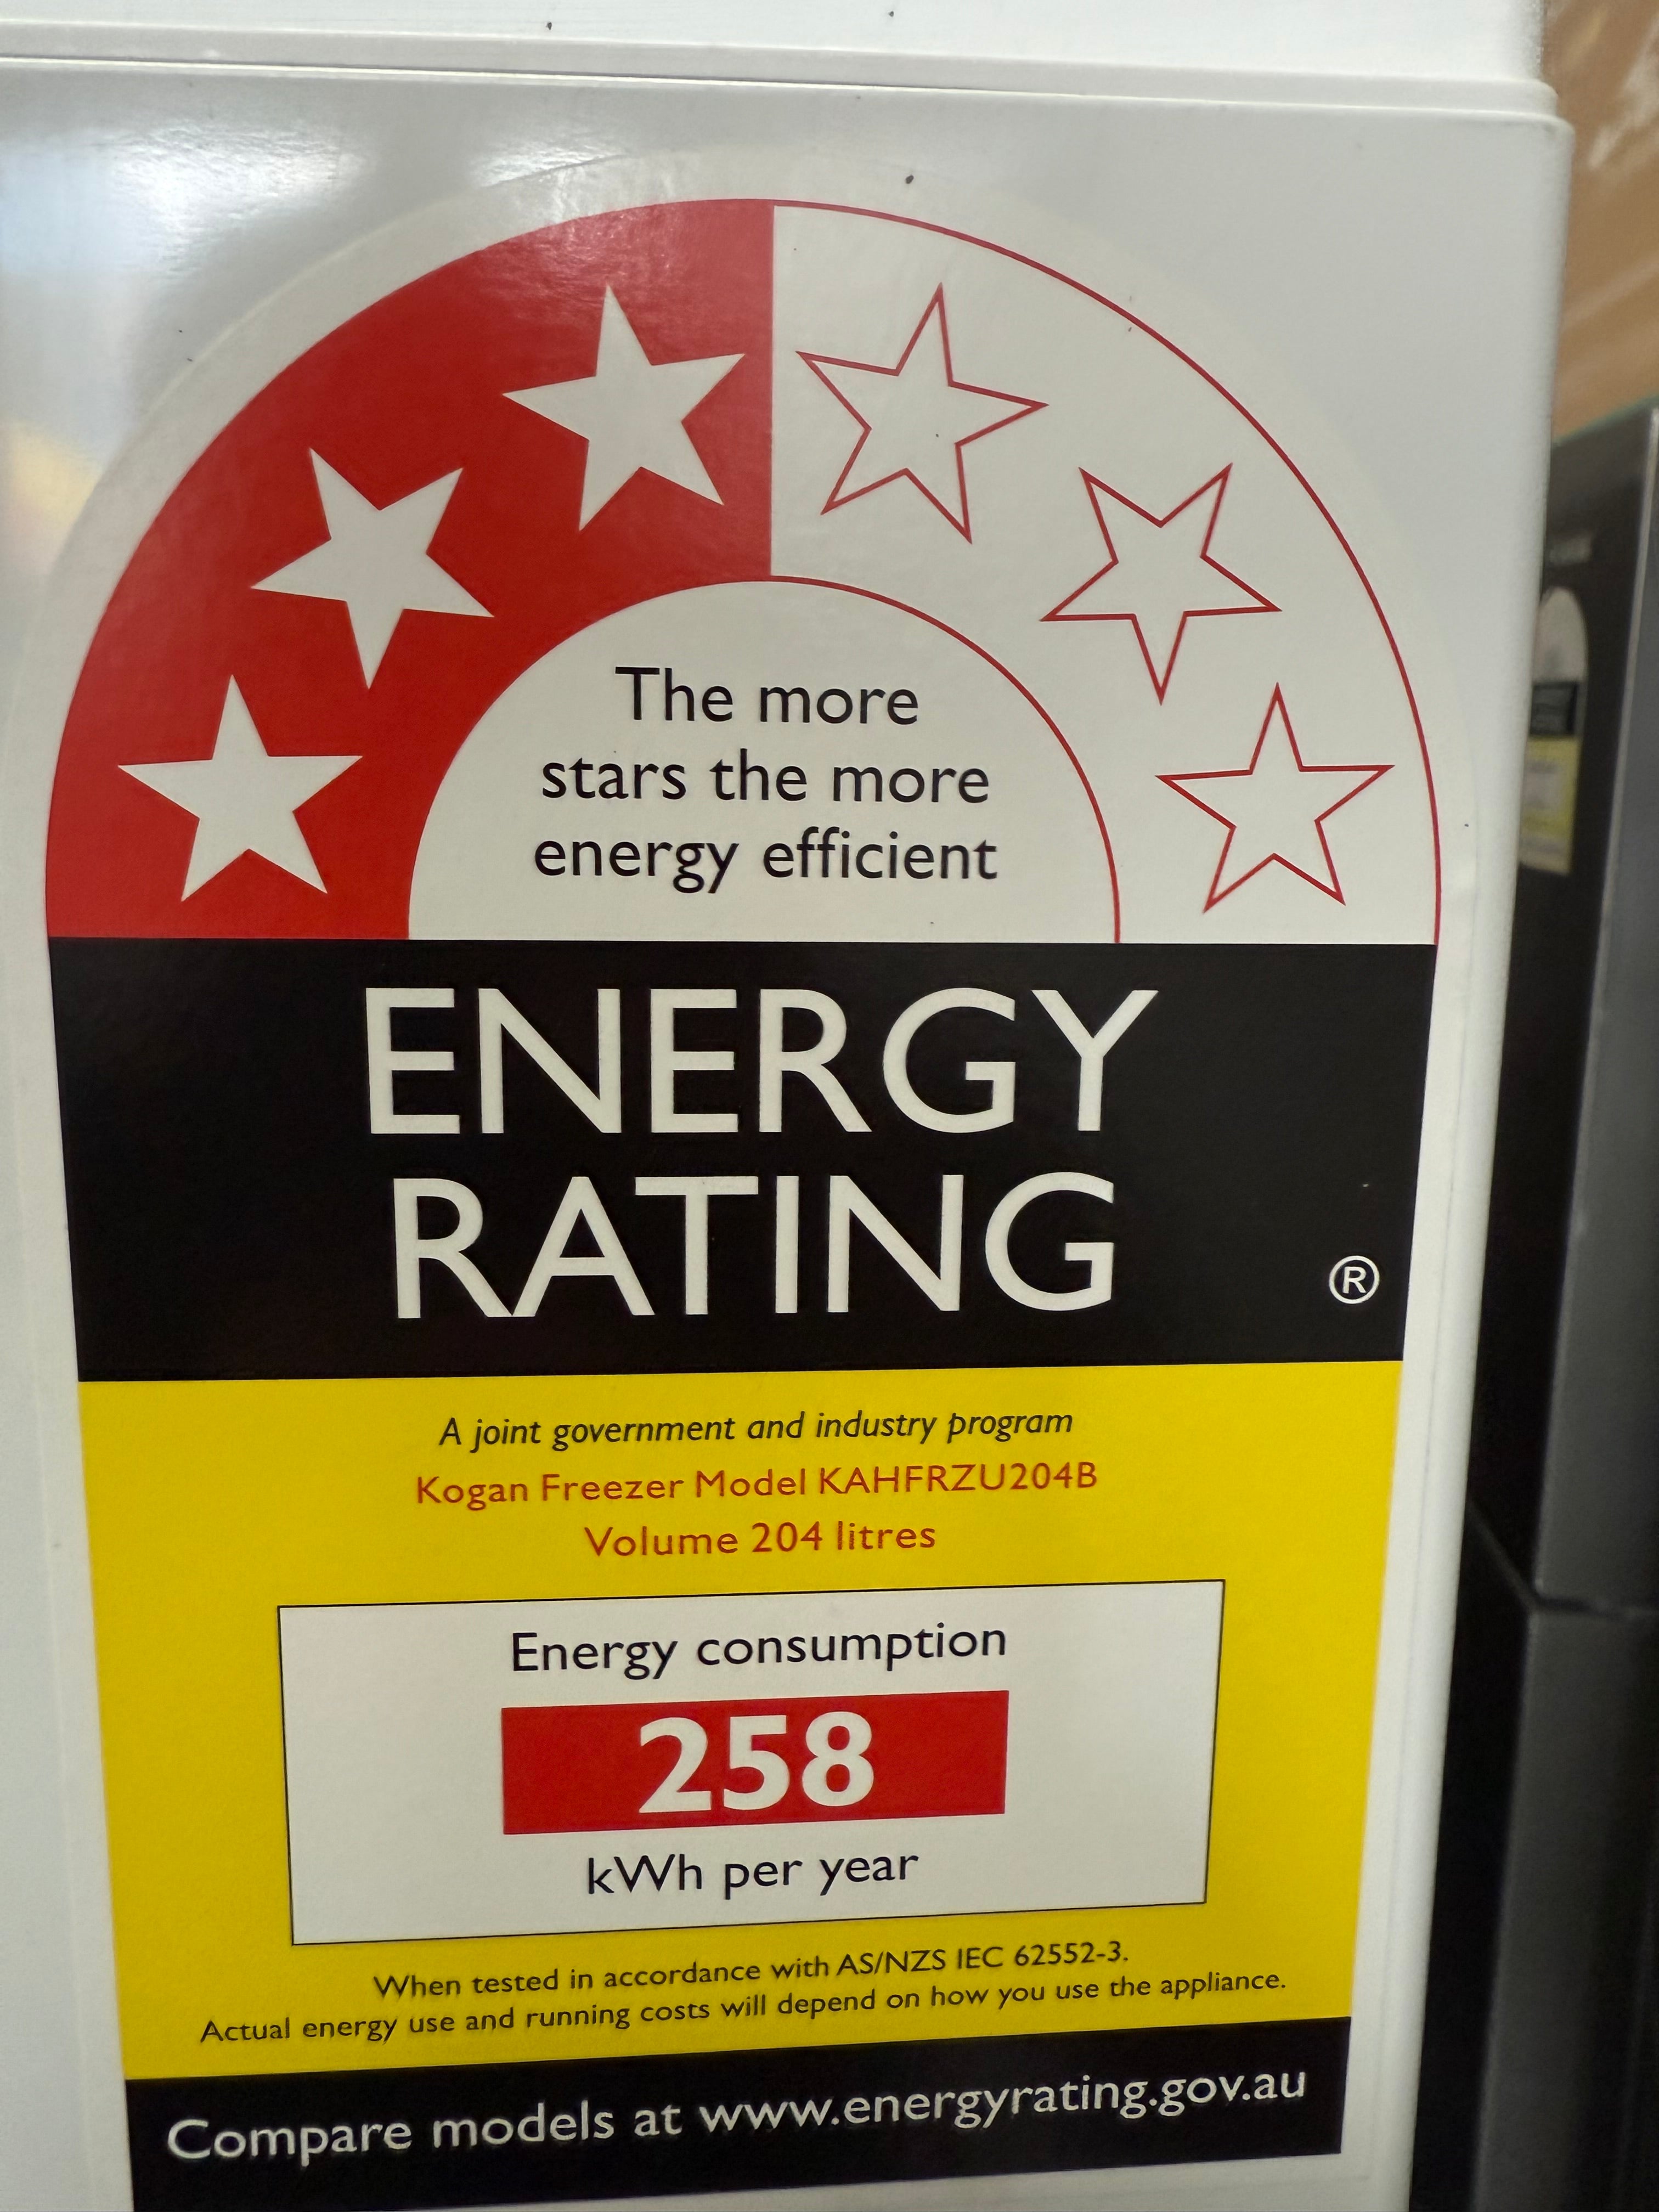 The more
stars the more
energy efficient
ENERGY
RATING
®
A joint government and industry program
Kogan Freezer Model KAHFRZU204B
Volume 204 litres
Energy consumption
258
kWh per year
When tested in accordance with AS/NZS IEC 62552-3.
Actual energy use and running costs will depend on how you use the appliance.
Compare models at www.energyrating.gov.au